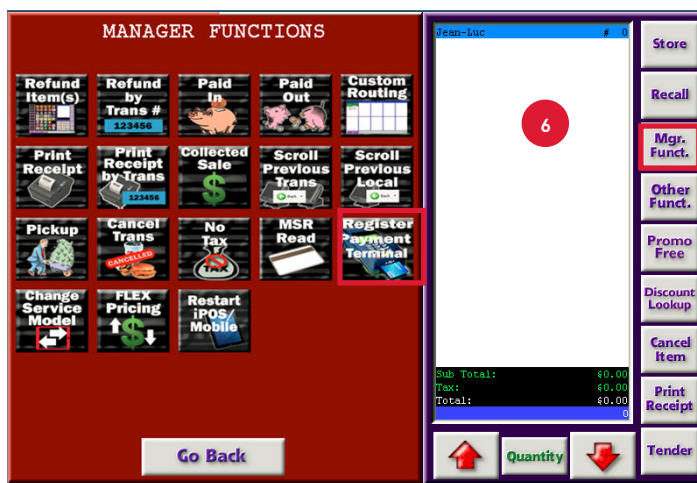 MANAGER FUNCTIONS
Refund
Item(s)
Refund
by
Trans #
123456
Paid
In
Paid
Out
Custom
Routing
Print
Receipt
Print
Receipt
by Trans
123456
Collected
Sale
$
Scroll
Previous
Trans
Back
Scroll
Previous
Local
Back
Pickup
Cancel
Trans
CANCELLED
No
Tax
TAX
MSR
Read
Register
Payment
Terminal
Change
Service
Model
FLEX
Pricing
$
Restart
iPOS/
Mobile
Go Back
Jean-Luc # 0
6
Sub Total: $0.00
Tax: $0.00
Total: $0.00
0
Quantity
Store
Recall
Mgr.
Funct.
Other
Funct.
Promo
Free
Discount
Lookup
Cancel
Item
Print
Receipt
Tender